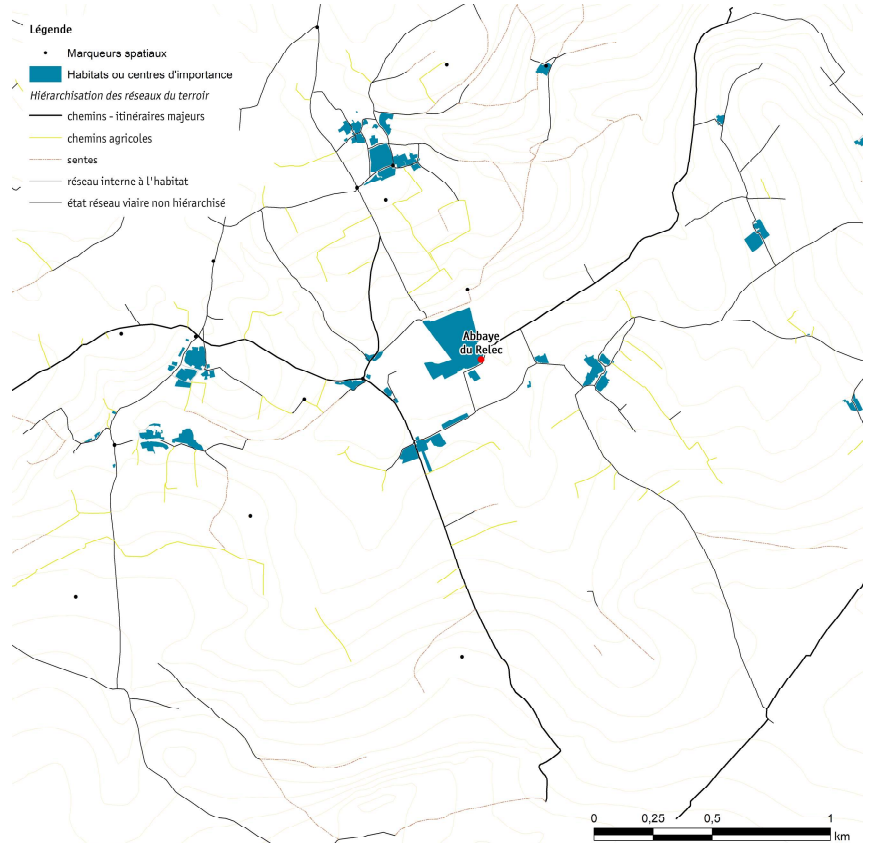 Légende
Marqueurs spatiaux
Habitats ou centres d'importance
Hiérarchisation des réseaux du terroir
chemins - itinéraires majeurs
chemins agricoles
sentes
réseau interne à l'habitat
état réseau viaire non hiérarchisé
Abbaye
du Relec
0 0,25 0,5 1
km